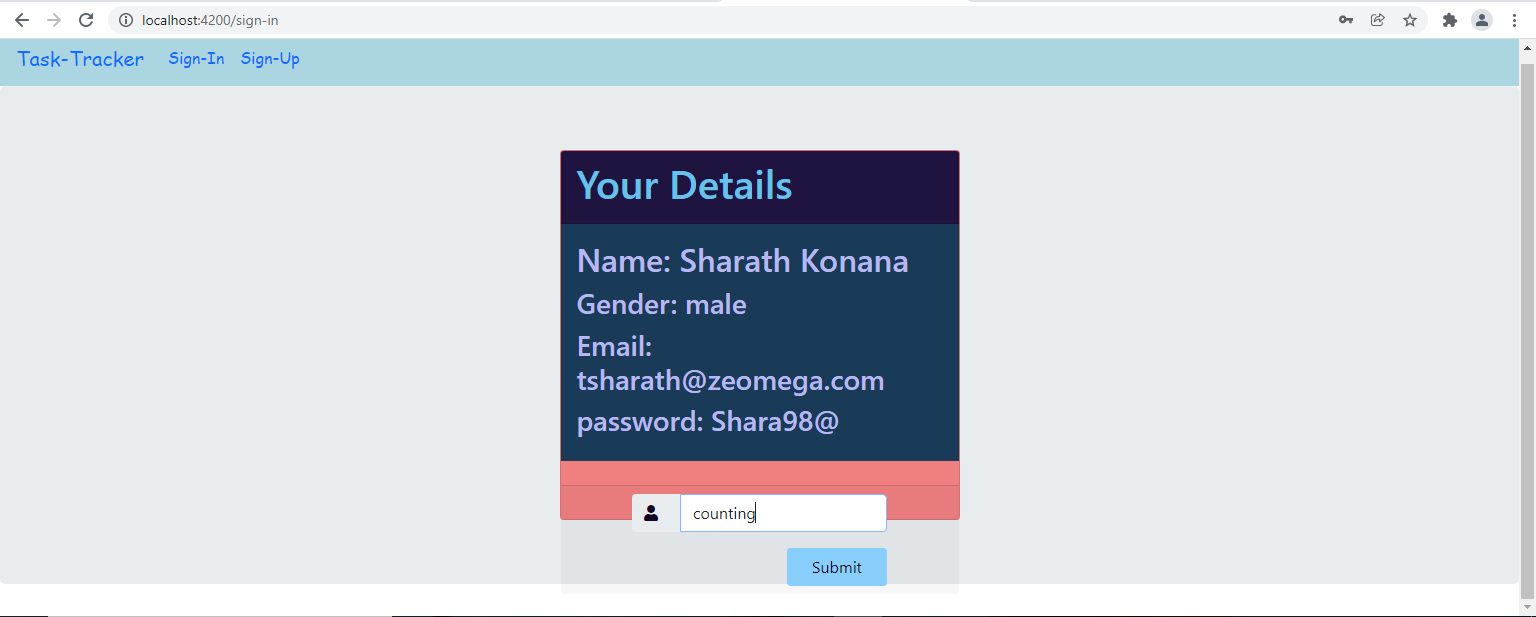 localhost:4200/sign-in
Task-Tracker Sign-In Sign-Up
Your Details
Name: Sharath Konana
Gender: male
Email:
tsharath@zeomega.com
password: Shara98@
counting
Submit